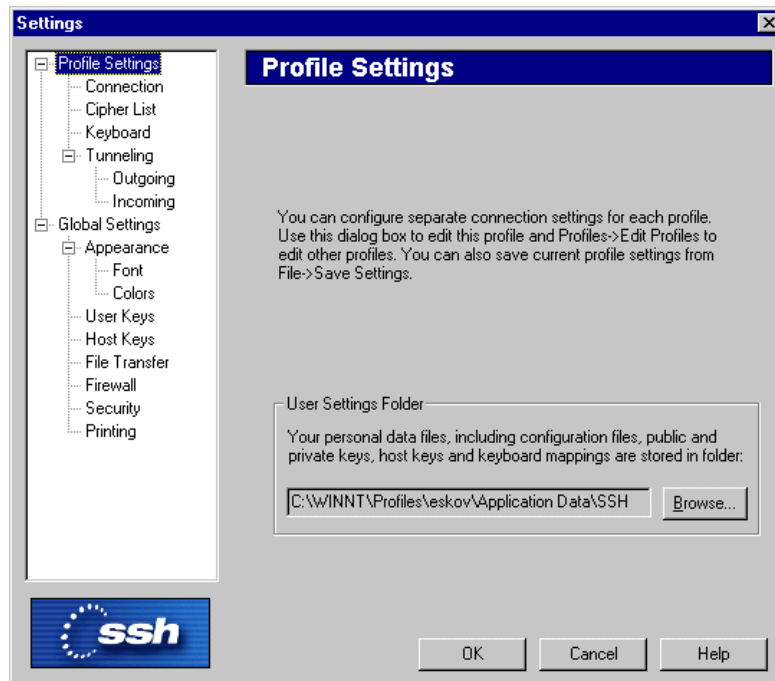 Settings
Profile Settings
Connection
Cipher List
Keyboard
Tunneling
Outgoing
Incoming
Global Settings
Appearance
Font
Colors
User Keys
Host Keys
File Transfer
Firewall
Security
Printing
ssh
Profile Settings
You can configure separate connection settings for each profile.
Use this dialog box to edit this profile and Profiles->Edit Profiles to
edit other profiles. You can also save current profile settings from
File->Save Settings.
User Settings Folder
Your personal data files, including configuration files, public and
private keys, host keys and keyboard mappings are stored in folder:
C:\WINNT\Profiles\eskov\Application Data\SSH
Browse...
OK
Cancel
Help